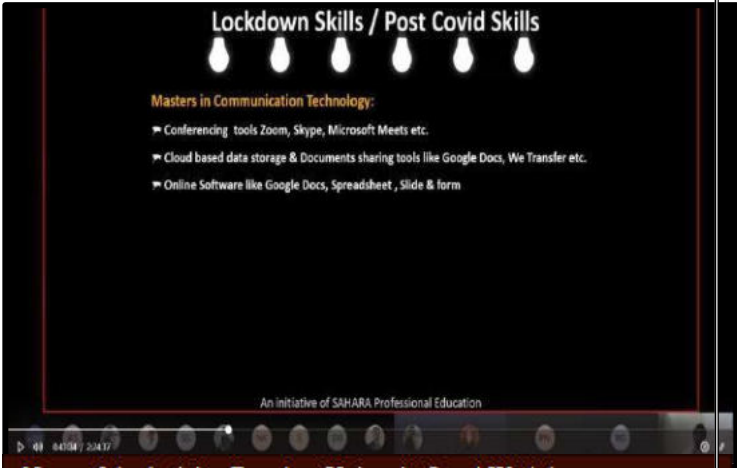 Lockdown Skills / Post Covid Skills
Masters in Communication Technology:
Conferencing tools Zoom, Skype, Microsoft Meets etc.
Cloud based data storage & Documents sharing tools like Google Docs, We Transfer etc.
Online Software like Google Docs, Spreadsheet , Slide & form
An initiative of SAHARA Professional Education